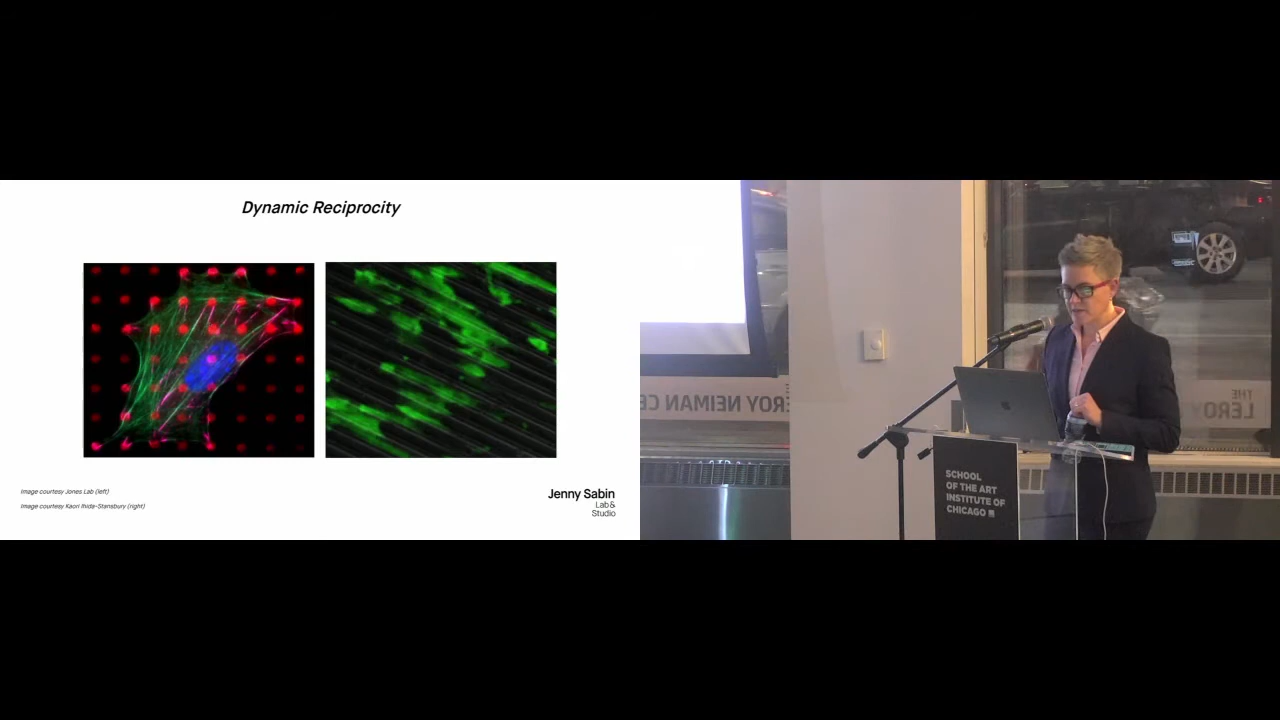 Dynamic Reciprocity
Image courtesy Jones Lab (left)
Image courtesy Kaori Ihida-Stansbury (right)
Jenny Sabin
Lab &
Studio
LEROY NEIMAN CE
THE
LEROY
SCHOOL
OF THE ART
INSTITUTE OF
CHICAGO